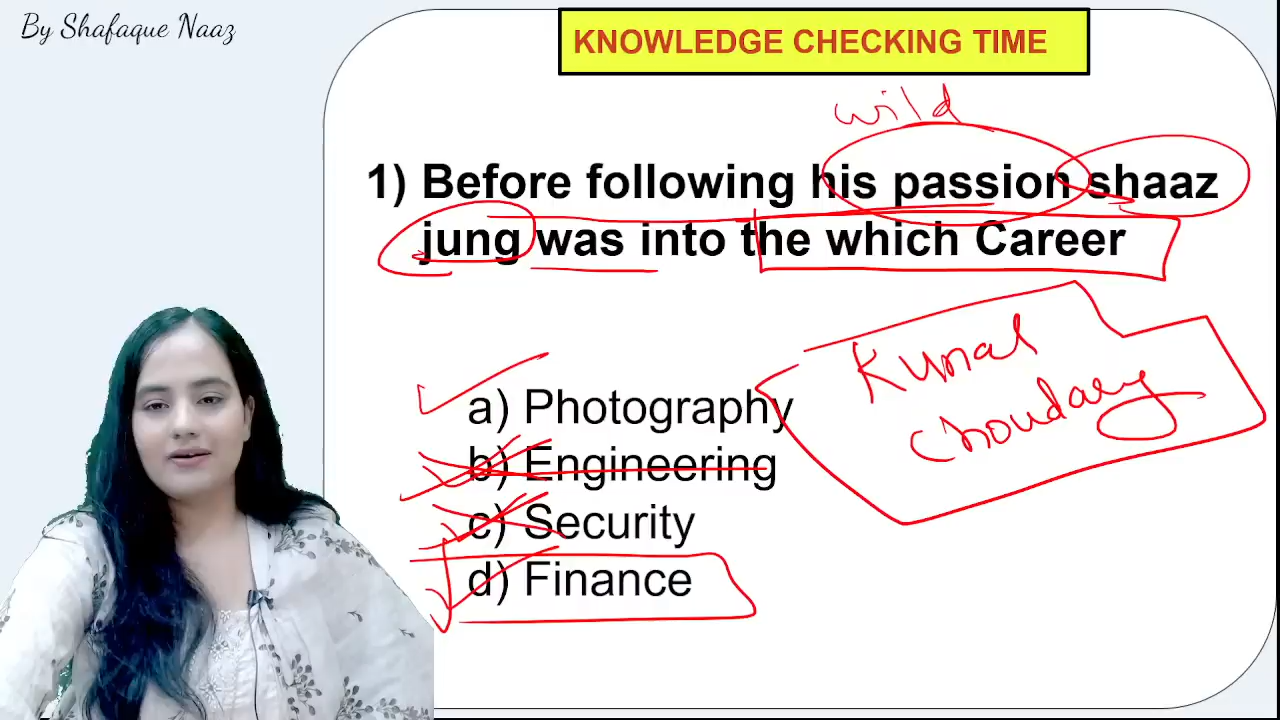 By Shafaque Naaz
KNOWLEDGE CHECKING TIME
wild
1) Before following his passion shaaz
jung was into the which Career
Kunal
Choudary
a) Photography
b) Engineering
c) Security
d) Finance